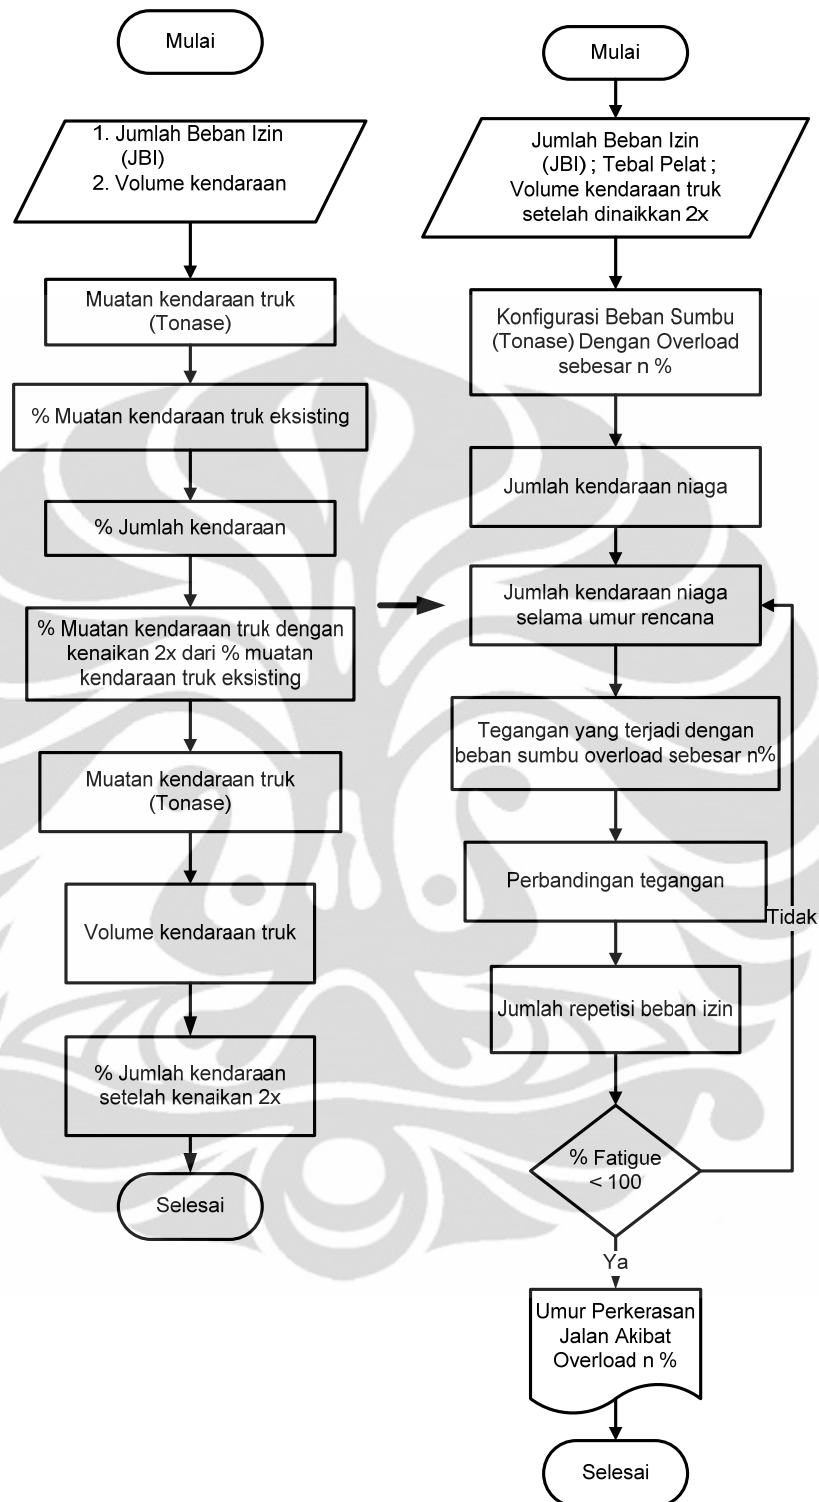 Mulai
1. Jumlah Beban Izin
(JBI)
2. Volume kendaraan
Muatan kendaraan truk
(Tonase)
% Muatan kendaraan truk eksisting
% Jumlah kendaraan
% Muatan kendaraan truk dengan
kenaikan 2x dari % muatan
kendaraan truk eksisting
Muatan kendaraan truk
(Tonase)
Volume kendaraan truk
% Jumlah kendaraan
setelah kenaikan 2x
Selesai
Mulai
Jumlah Beban Izin
(JBI) ; Tebal Pelat ;
Volume kendaraan truk
setelah dinaikkan 2x
Konfigurasi Beban Sumbu
(Tonase) Dengan Overload
sebesar n %
Jumlah kendaraan niaga
Jumlah kendaraan niaga
selama umur rencana
Tegangan yang terjadi dengan
beban sumbu overload sebesar n%
Perbandingan tegangan
Tidak
Jumlah repetisi beban izin
% Fatigue
< 100
Ya
Umur Perkerasan
Jalan Akibat
Overload n %
Selesai